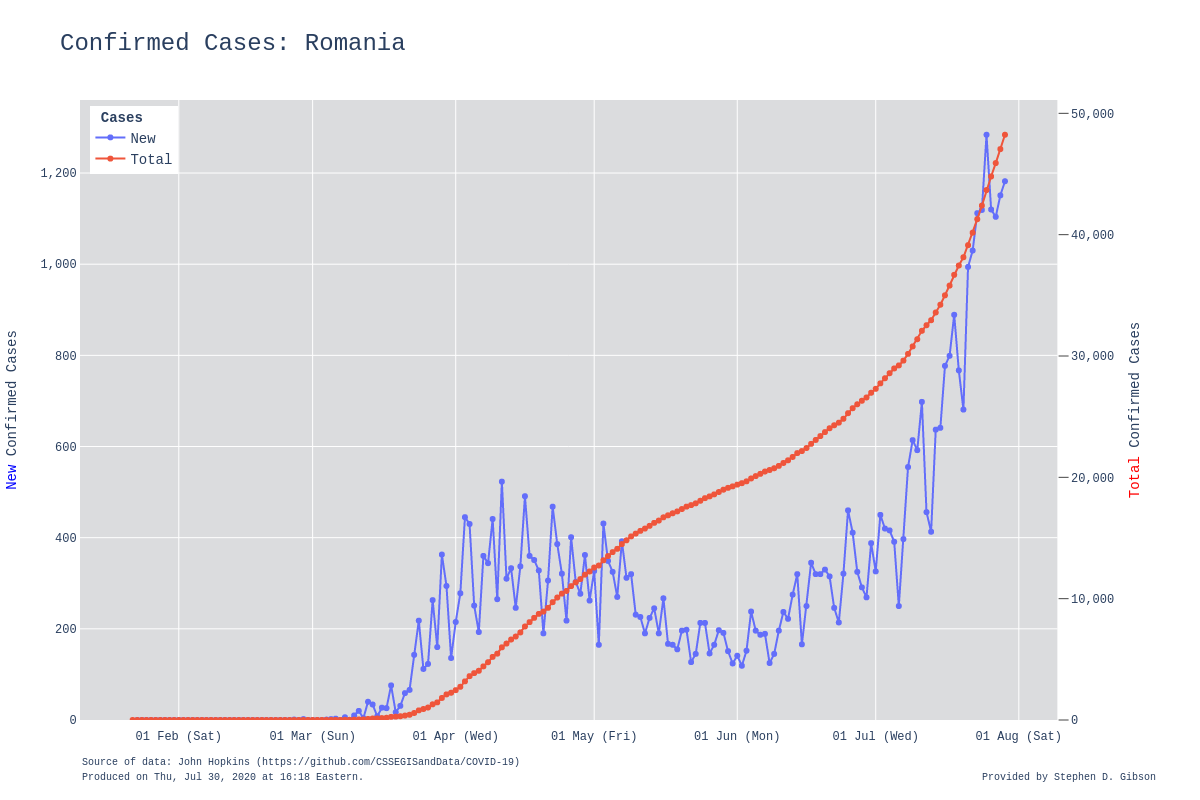 Confirmed Cases: Romania
Cases
New
Total
1,200
1,000
800
600
400
200
0
50,000
40,000
30,000
20,000
10,000
0
New Confirmed Cases
Total Confirmed Cases
01 Feb (Sat)
01 Mar (Sun)
01 Apr (Wed)
01 May (Fri)
01 Jun (Mon)
01 Jul (Wed)
01 Aug (Sat)
Source of data: John Hopkins (https://github.com/CSSEGISandData/COVID-19)
Produced on Thu, Jul 30, 2020 at 16:18 Eastern.
Provided by Stephen D. Gibson